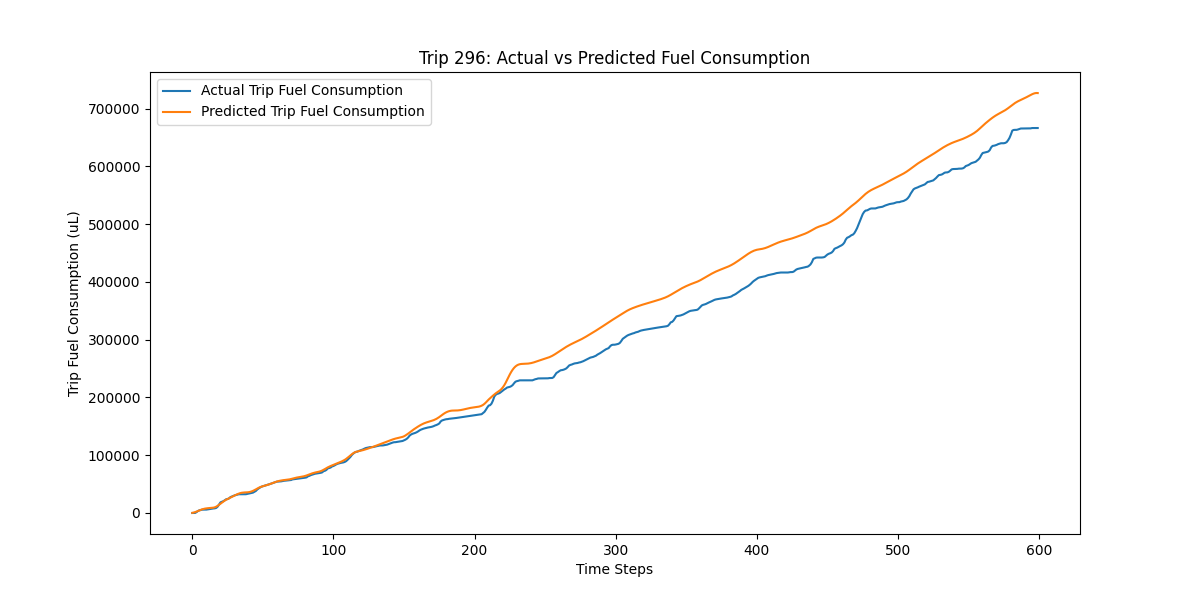 Trip 296: Actual vs Predicted Fuel Consumption
Actual Trip Fuel Consumption
Predicted Trip Fuel Consumption
Trip Fuel Consumption (uL)
700000
600000
500000
400000
300000
200000
100000
0
0 100 200 300 400 500 600
Time Steps